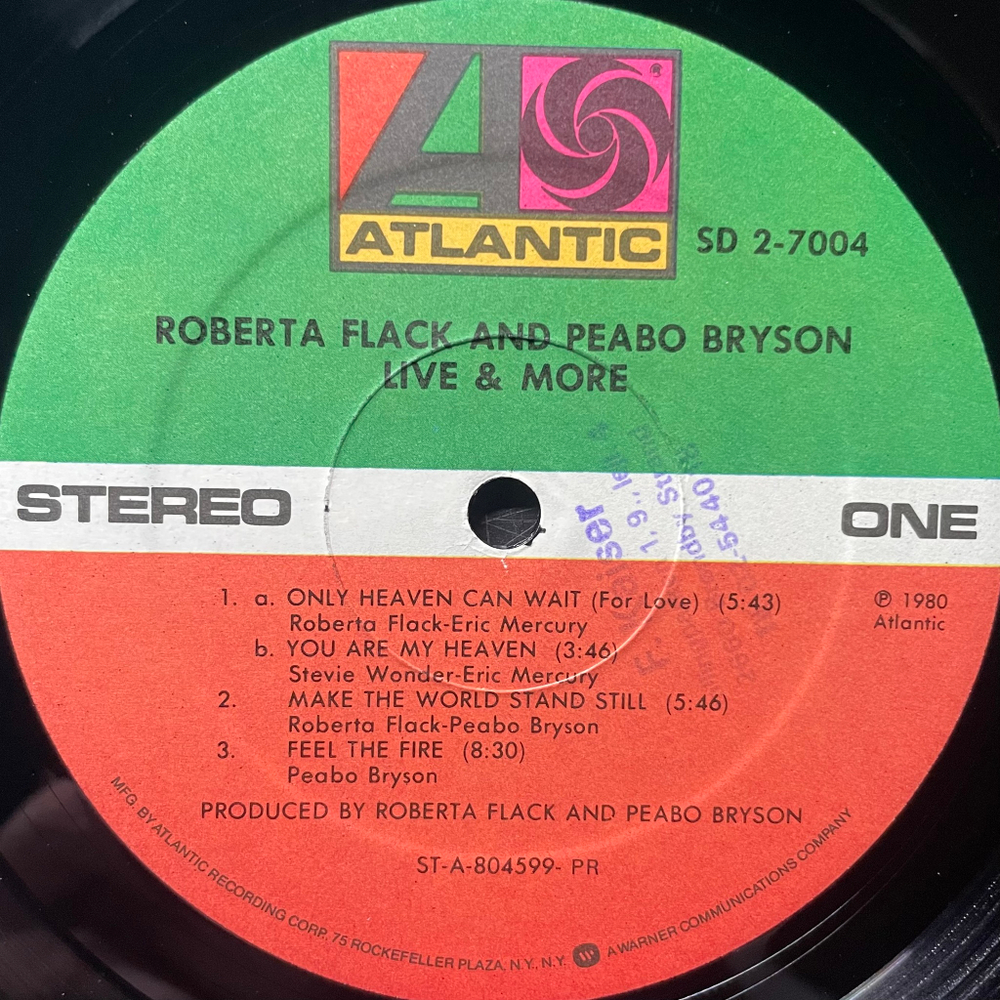 ®
ATLANTIC
SD 2-7004
ROBERTA FLACK AND PEABO BRYSON
LIVE & MORE
STEREO
ONE
1. a. ONLY HEAVEN CAN WAIT (For Love) (5:43)
Roberta Flack-Eric Mercury
b. YOU ARE MY HEAVEN (3:46)
Stevie Wonder-Eric Mercury
2. MAKE THE WORLD STAND STILL (5:46)
Roberta Flack-Peabo Bryson
3. FEEL THE FIRE (8:30)
Peabo Bryson
℗ 1980
Atlantic
PRODUCED BY ROBERTA FLACK AND PEABO BRYSON
ST-A-804599- PR
MFG. BY ATLANTIC RECORDING CORP. 75 ROCKEFELLER PLAZA, N.Y., N.Y. A WARNER COMMUNICATIONS COMPANY